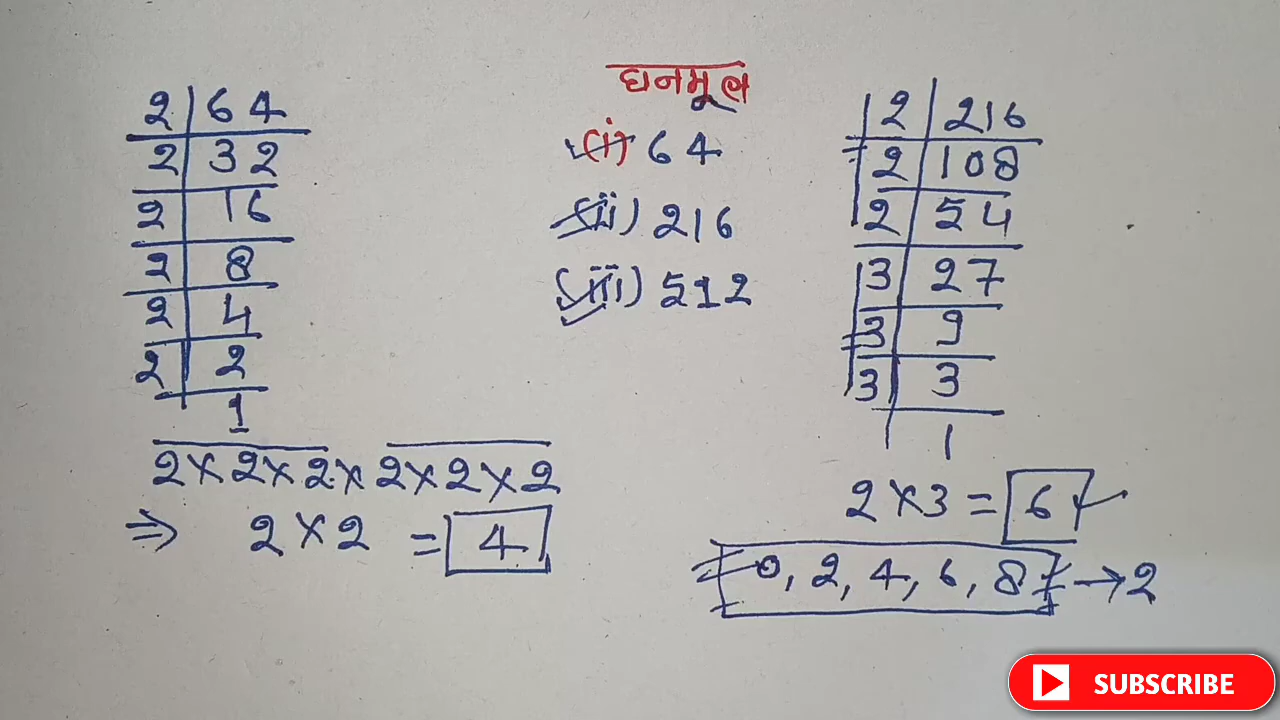 घनमूल
(i) 64
(ii) 216
(iii) 512
2 | 64
2 | 32
2 | 16
2 | 8
2 | 4
2 | 2
1
2×2×2×2×2×2
⇒ 2×2 = 4
2 | 216
2 | 108
2 | 54
3 | 27
3 | 9
3 | 3
1
2×3 = 6
0, 2, 4, 6, 8 → 2
SUBSCRIBE